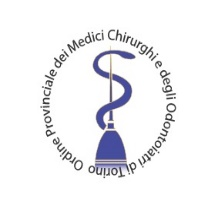 Ordine Provinciale dei Medici Chirurghi e degli Odontoiatri di Torino